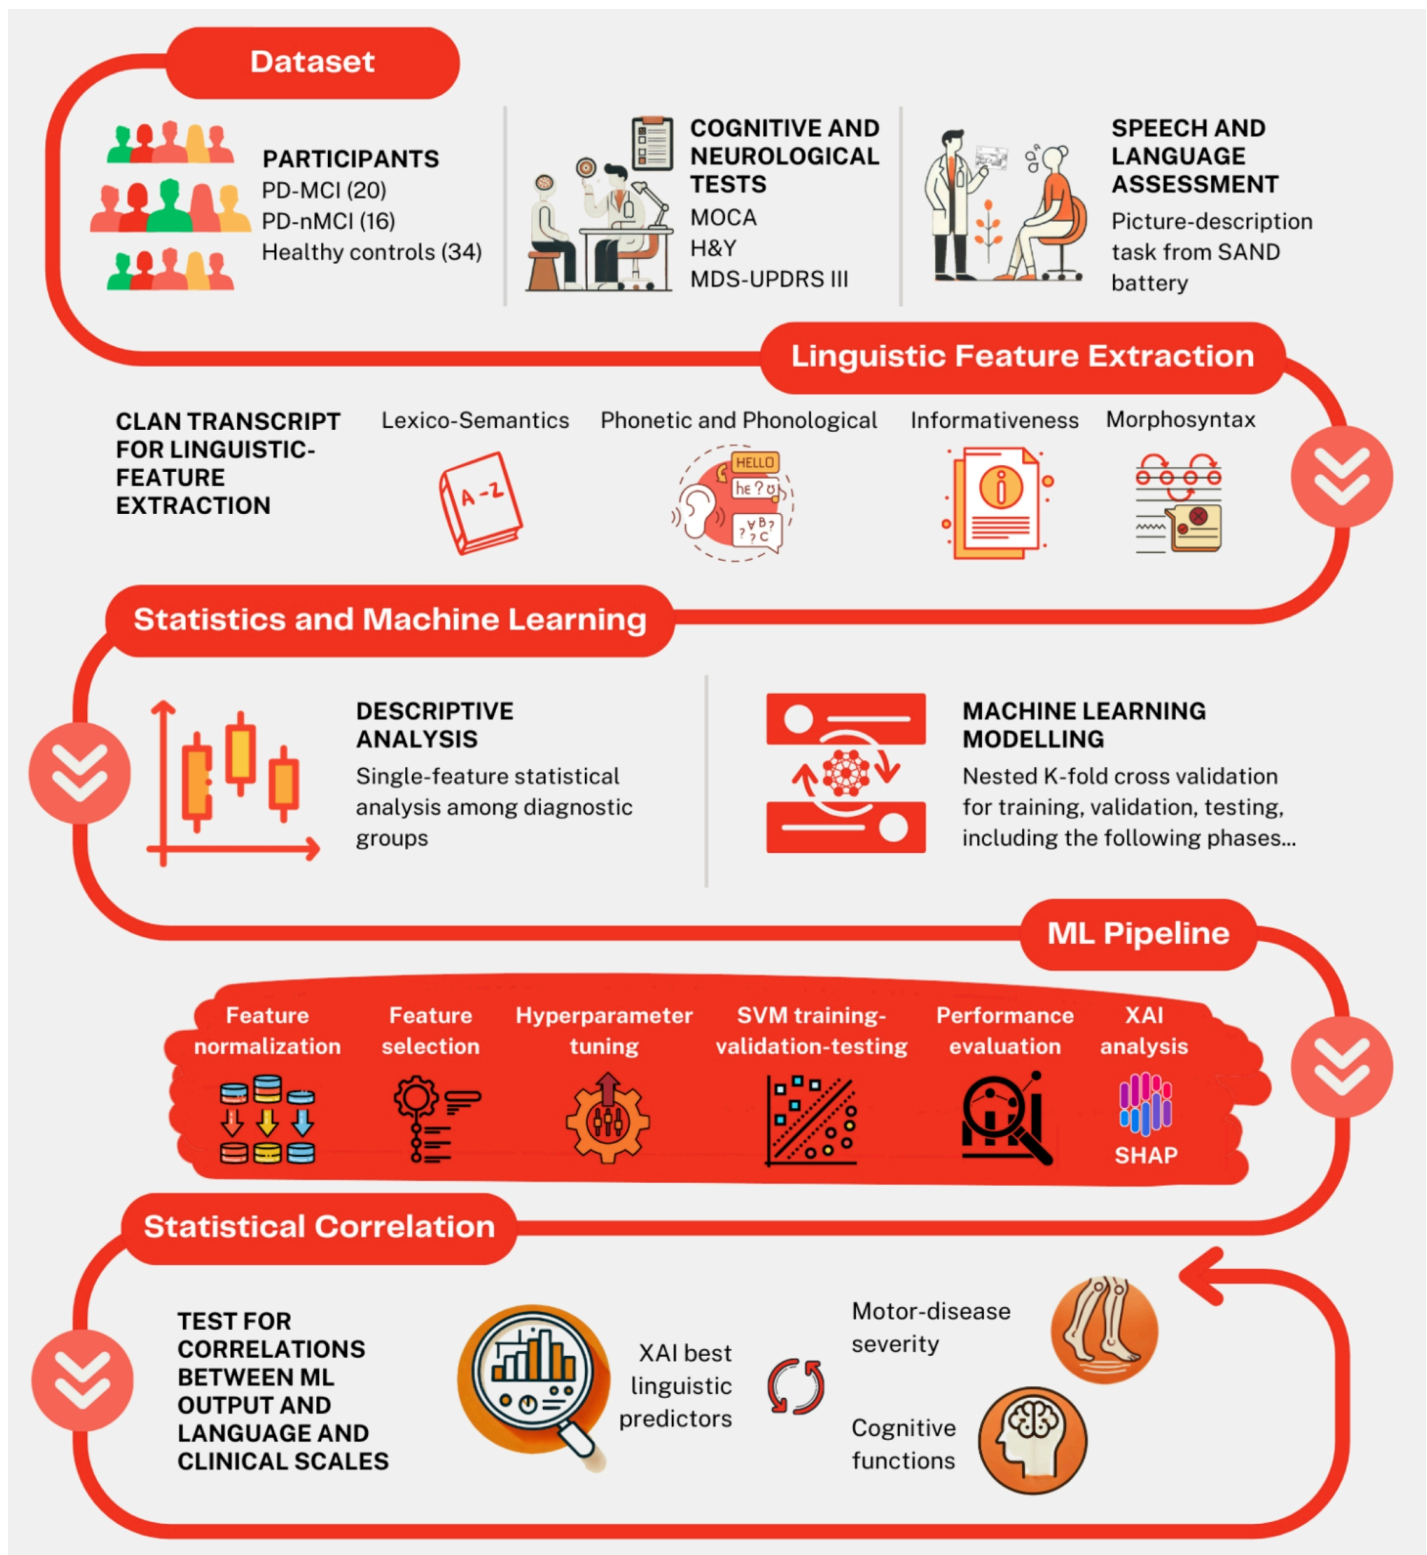 Dataset
PARTICIPANTS
PD-MCI (20)
PD-nMCI (16)
Healthy controls (34)
COGNITIVE AND
NEUROLOGICAL
TESTS
MOCA
H&Y
MDS-UPDRS III
SPEECH AND
LANGUAGE
ASSESSMENT
Picture-description
task from SAND
battery
Linguistic Feature Extraction
CLAN TRANSCRIPT
FOR LINGUISTIC-
FEATURE
EXTRACTION
Lexico-Semantics
A-Z
Phonetic and Phonological
HELLO
Informativeness
Morphosyntax
Statistics and Machine Learning
DESCRIPTIVE
ANALYSIS
Single-feature statistical
analysis among diagnostic
groups
MACHINE LEARNING
MODELLING
Nested K-fold cross validation
for training, validation, testing,
including the following phases...
ML Pipeline
Feature
normalization
Feature
selection
Hyperparameter
tuning
SVM training-
validation-testing
Performance
evaluation
XAI
analysis
SHAP
Statistical Correlation
TEST FOR
CORRELATIONS
BETWEEN ML
OUTPUT AND
LANGUAGE AND
CLINICAL SCALES
XAI best
linguistic
predictors
Motor-disease
severity
Cognitive
functions